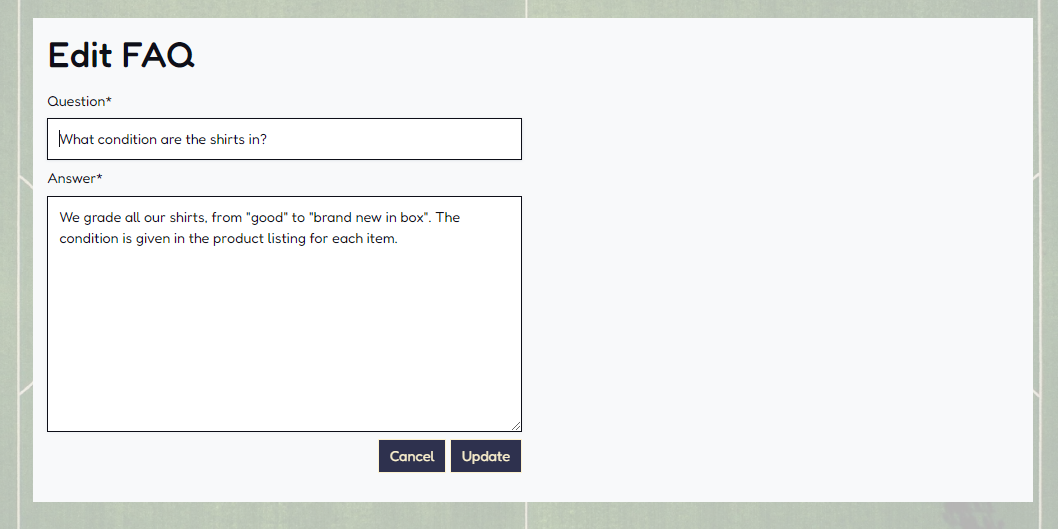 Edit FAQ
Question*
What condition are the shirts in?
Answer*
We grade all our shirts, from "good" to "brand new in box". The
condition is given in the product listing for each item.
Cancel Update